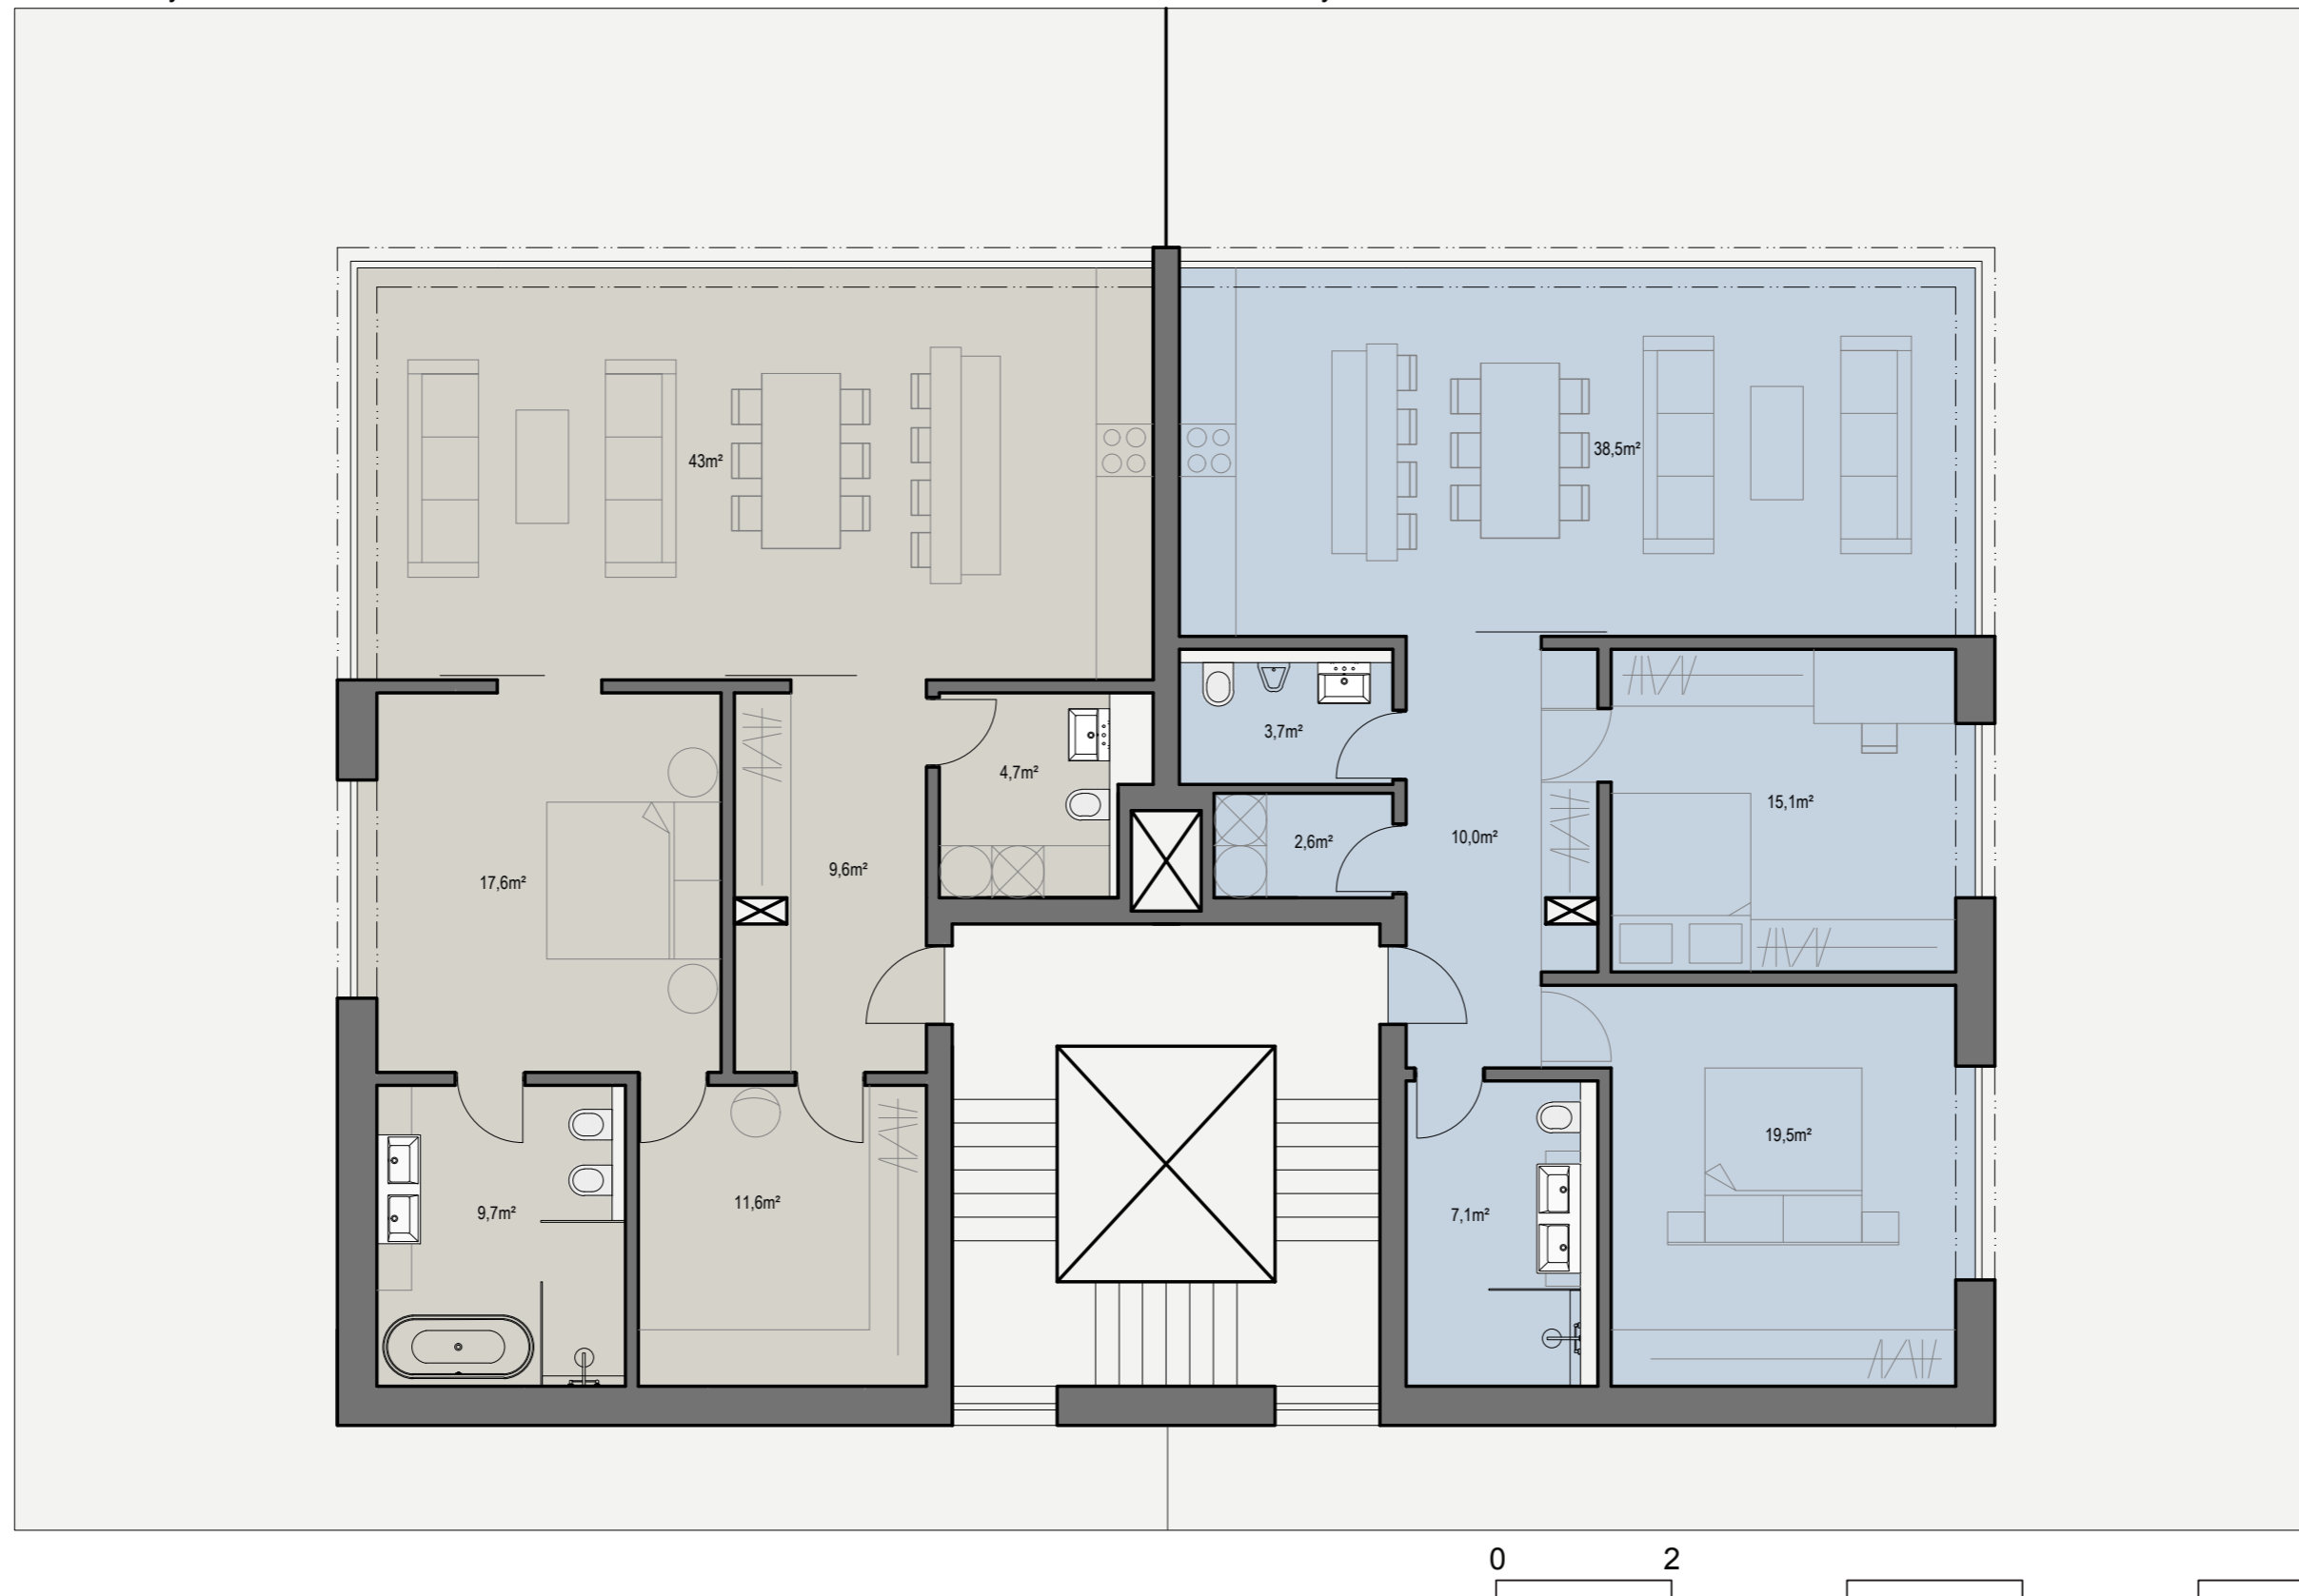 43m²
38,5m²
3,7m²
4,7m²
15,1m²
2,6m²
10,0m²
9,6m²
17,6m²
19,5m²
11,6m²
9,7m²
7,1m²
0 2